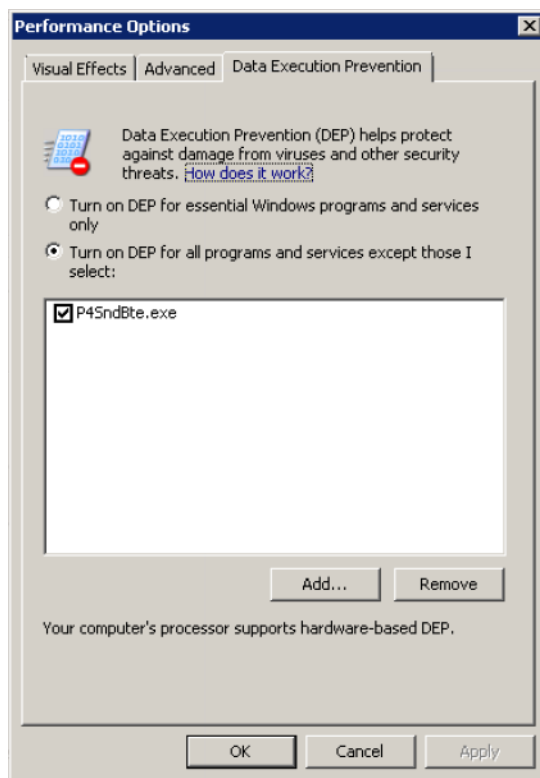 Performance Options
Visual Effects Advanced Data Execution Prevention
Data Execution Prevention (DEP) helps protect
against damage from viruses and other security
threats. How does it work?
Turn on DEP for essential Windows programs and services
only
Turn on DEP for all programs and services except those I
select:
P4SndBte.exe
Add... Remove
Your computer's processor supports hardware-based DEP.
OK Cancel Apply